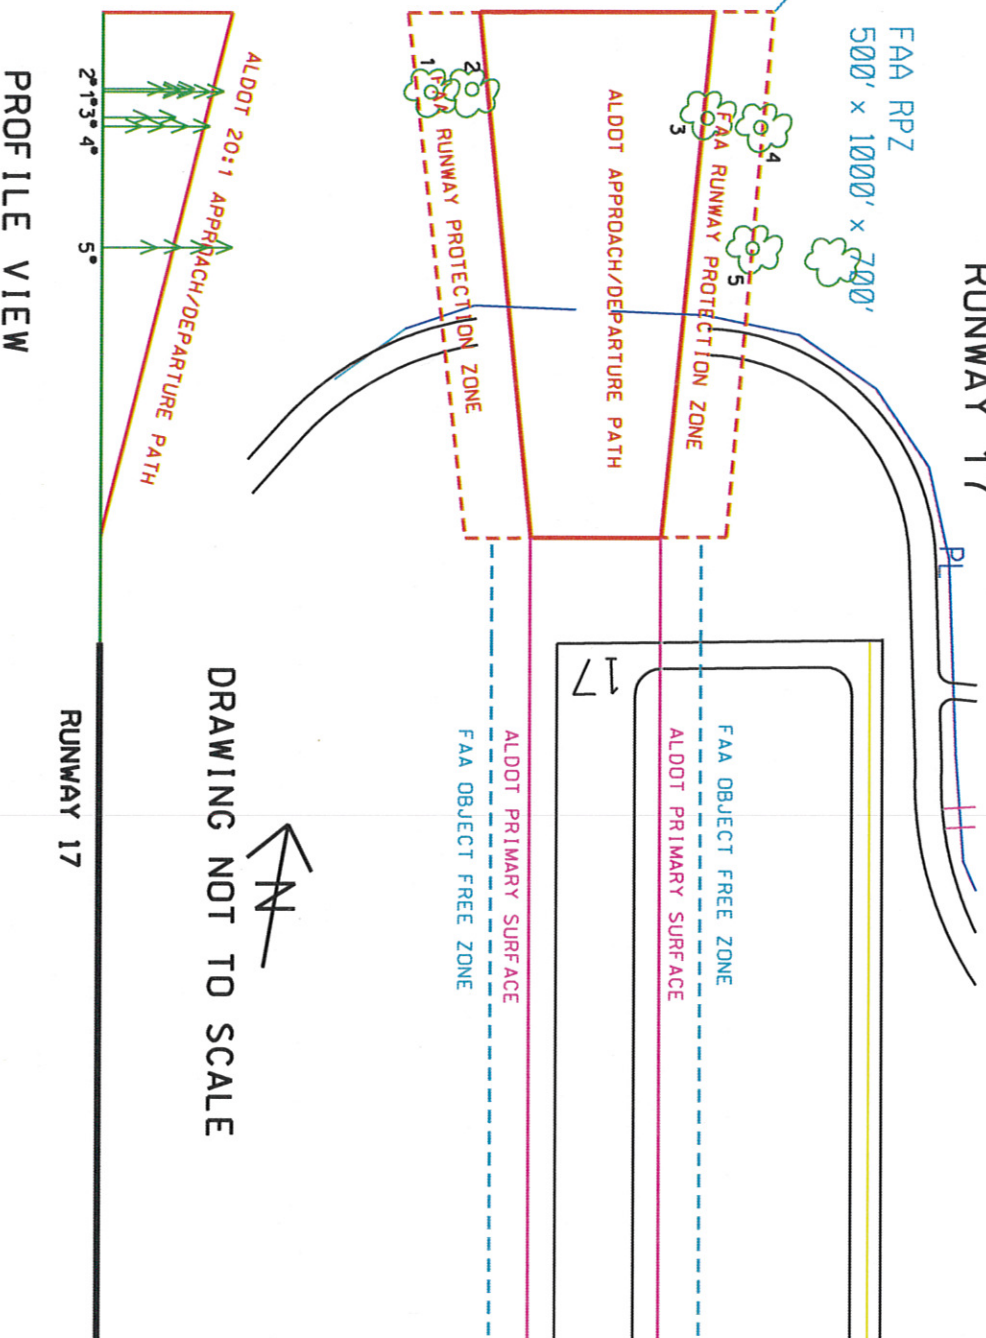 RUNWAY 17
FAA RPZ
500' x 1000' x 700'
PL
4
3
5
FAA RUNWAY PROTECTION ZONE
ALDOT APPROACH/DEPARTURE PATH
2
1
FAA RUNWAY PROTECTION ZONE
17
FAA OBJECT FREE ZONE
ALDOT PRIMARY SURFACE
ALDOT PRIMARY SURFACE
FAA OBJECT FREE ZONE
N
DRAWING NOT TO SCALE
ALDOT 20:1 APPROACH/DEPARTURE PATH
2*1*3* 4* 5*
RUNWAY 17
PROFILE VIEW